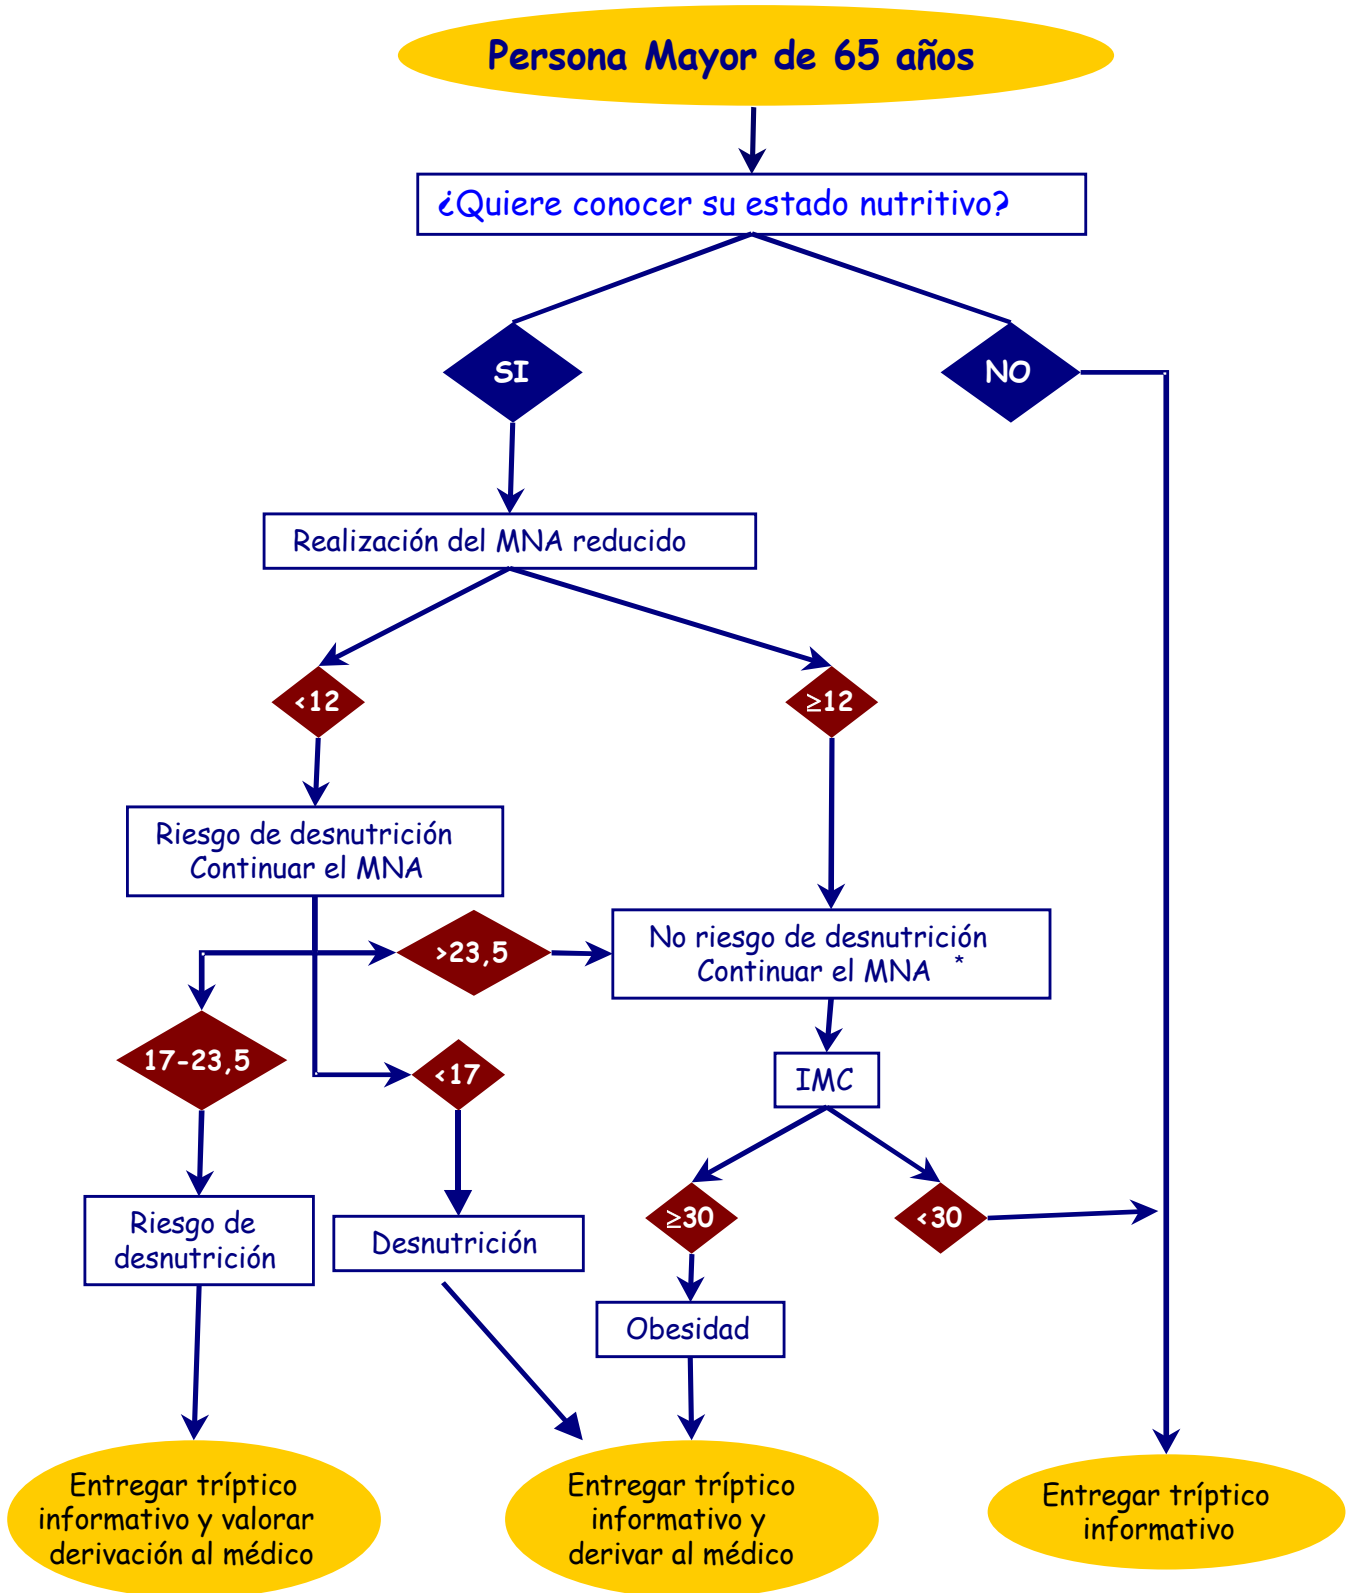 Persona Mayor de 65 años
¿Quiere conocer su estado nutritivo?
SI
NO
Realización del MNA reducido
<12
≥12
Riesgo de desnutrición
Continuar el MNA
>23,5
No riesgo de desnutrición
Continuar el MNA *
17-23,5
<17
IMC
≥30
<30
Riesgo de
desnutrición
Desnutrición
Obesidad
Entregar tríptico
informativo y valorar
derivación al médico
Entregar tríptico
informativo y
derivar al médico
Entregar tríptico
informativo